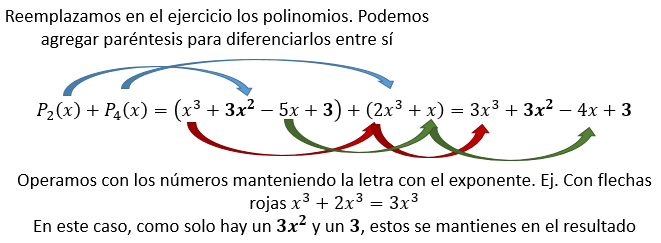 Reemplazamos en el ejercicio los polinomios. Podemos
agregar paréntesis para diferenciarlos entre sí
P₂(x) + P₄(x) = (x³ + 3x² − 5x + 3) + (2x³ + x) = 3x³ + 3x² − 4x + 3
Operamos con los números manteniendo la letra con el exponente. Ej. Con flechas
rojas x³ + 2x³ = 3x³
En este caso, como solo hay un 3x² y un 3, estos se mantienes en el resultado